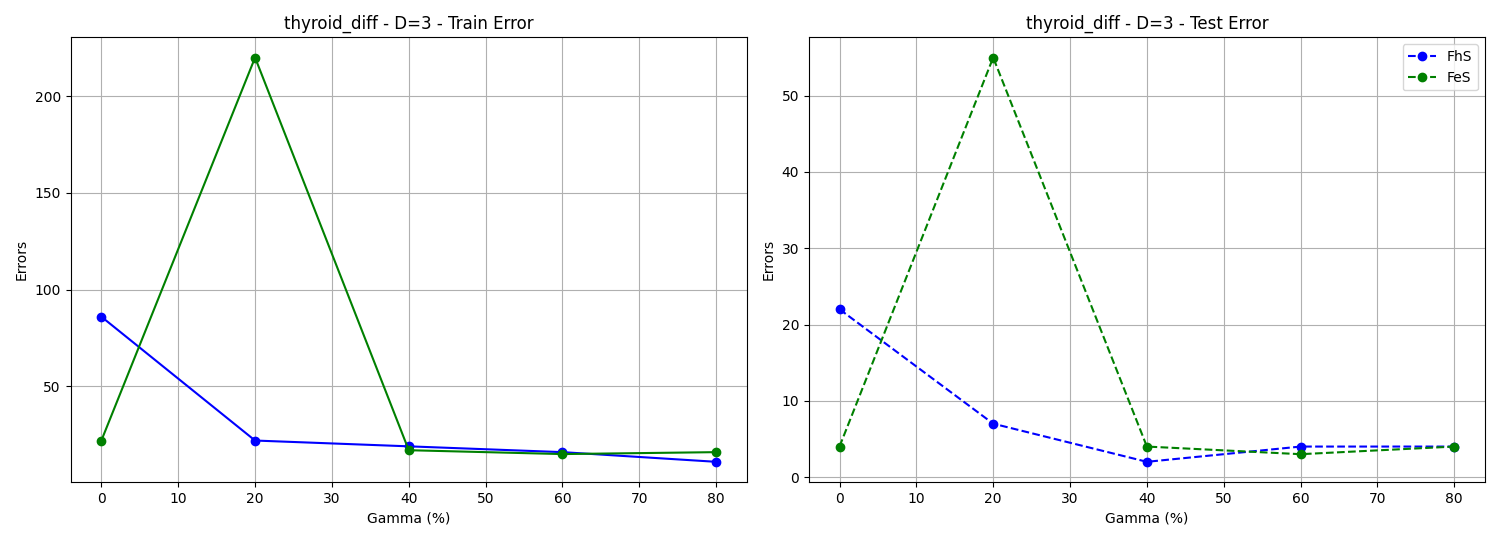 thyroid_diff - D=3 - Train Error
Errors
200
150
100
50
0 10 20 30 40 50 60 70 80
Gamma (%)
thyroid_diff - D=3 - Test Error
FhS
FeS
Errors
50
40
30
20
10
0
0 10 20 30 40 50 60 70 80
Gamma (%)